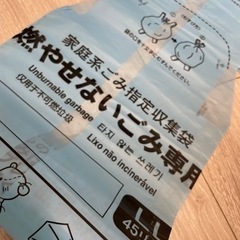 家庭系ごみ指定収集袋
燃やせないごみ専用
Unburnable garbage
仅用于不可燃垃圾
타지 않는 쓰레기
Lixo não incinerável
45L